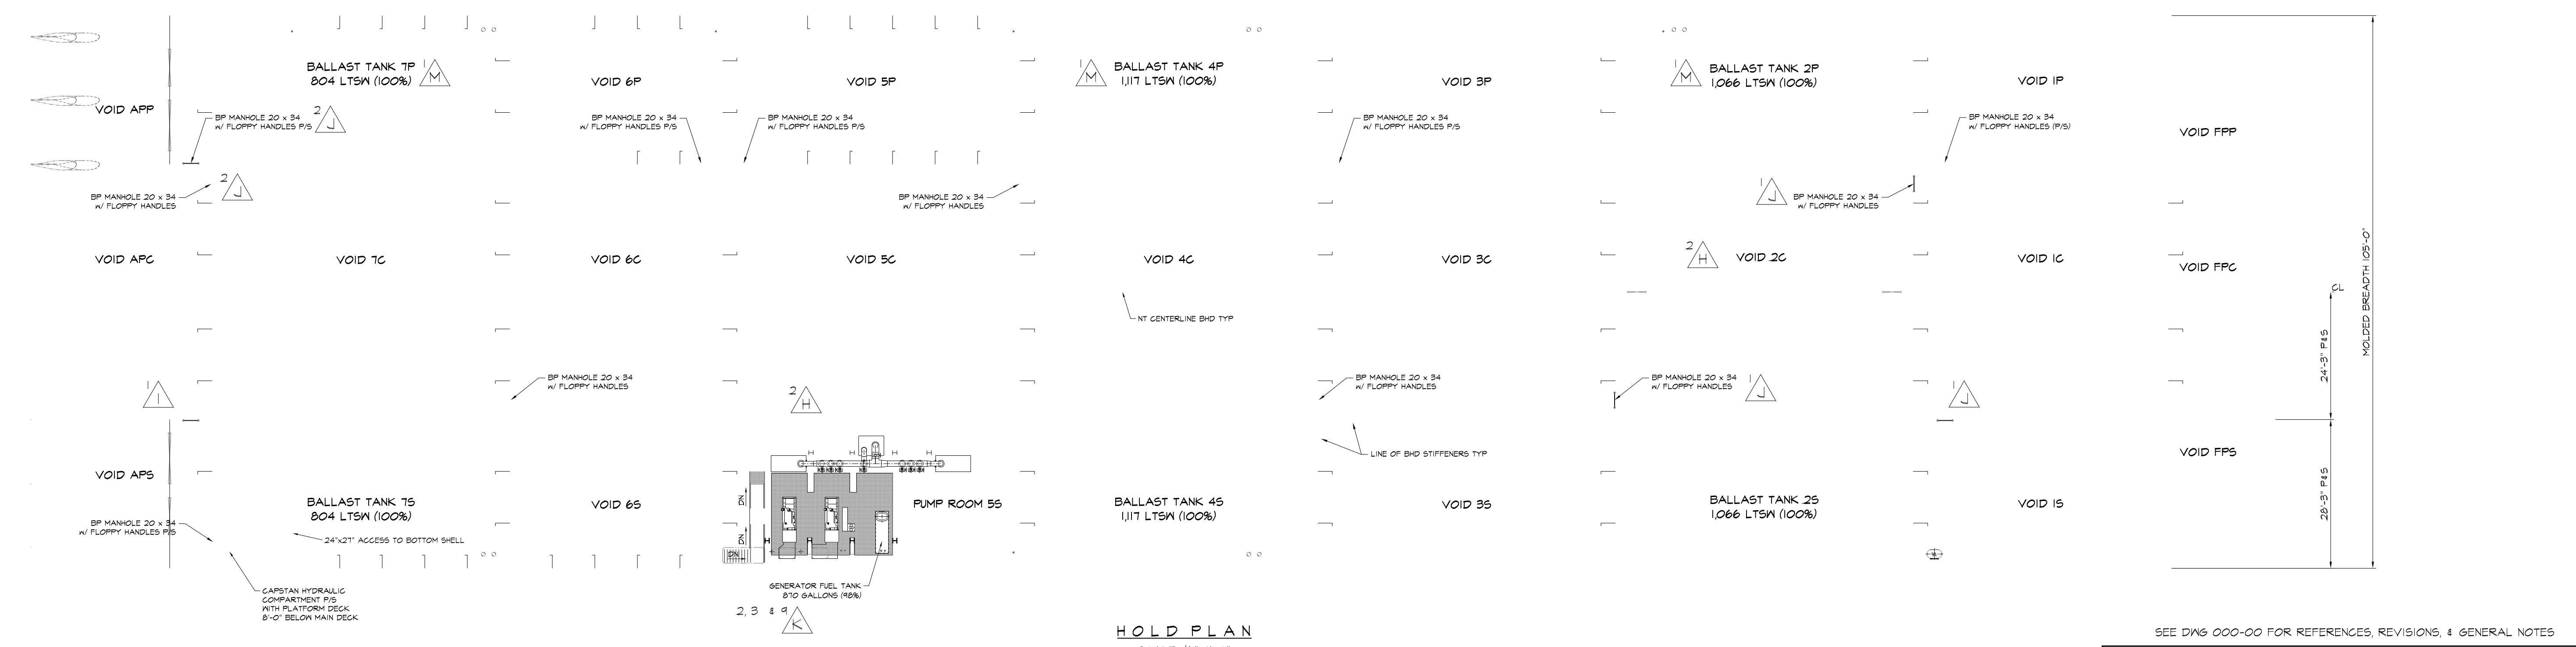 BALLAST TANK 7P
804 LTSW (100%)
1
M
VOID 6P
VOID 5P
1
M
BALLAST TANK 4P
1,117 LTSW (100%)
VOID 3P
1
M
BALLAST TANK 2P
1,066 LTSW (100%)
VOID 1P
VOID APP
BP MANHOLE 20 x 34
W/ FLOPPY HANDLES P/S
2
J
BP MANHOLE 20 x 34
W/ FLOPPY HANDLES P/S
BP MANHOLE 20 x 34
W/ FLOPPY HANDLES P/S
BP MANHOLE 20 x 34
W/ FLOPPY HANDLES P/S
BP MANHOLE 20 x 34
W/ FLOPPY HANDLES (P/S)
VOID FPP
BP MANHOLE 20 x 34
W/ FLOPPY HANDLES
2
J
BP MANHOLE 20 x 34
W/ FLOPPY HANDLES
1
J
BP MANHOLE 20 x 34
W/ FLOPPY HANDLES
VOID APC
VOID 7C
VOID 6C
VOID 5C
VOID 4C
VOID 3C
2
H
VOID 2C
VOID 1C
VOID FPC
CL
MOLDED BREADTH 105'-0"
NT CENTERLINE BHD TYP
24'-3" P&S
1
I
BP MANHOLE 20 x 34
W/ FLOPPY HANDLES
2
H
BP MANHOLE 20 x 34
W/ FLOPPY HANDLES
BP MANHOLE 20 x 34
W/ FLOPPY HANDLES
1
J
1
J
LINE OF BHD STIFFENERS TYP
VOID FPS
28'-3" P&S
VOID APS
BALLAST TANK 7S
804 LTSW (100%)
VOID 6S
DN
DN
DN
PUMP ROOM 5S
BALLAST TANK 4S
1,117 LTSW (100%)
VOID 3S
BALLAST TANK 2S
1,066 LTSW (100%)
VOID 1S
BP MANHOLE 20 x 34
W/ FLOPPY HANDLES P/S
24"x27" ACCESS TO BOTTOM SHELL
CAPSTAN HYDRAULIC
COMPARTMENT P/S
WITH PLATFORM DECK
8'-0" BELOW MAIN DECK
GENERATOR FUEL TANK
870 GALLONS (98%)
2, 3 & 9
K
HOLD PLAN
SEE DWG 000-00 FOR REFERENCES, REVISIONS, & GENERAL NOTES